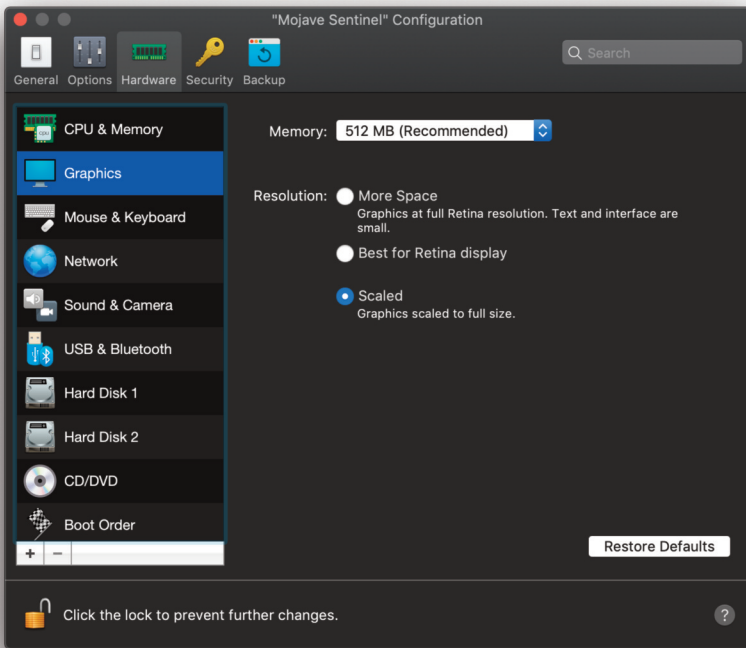 "Mojave Sentinel" Configuration
General Options Hardware Security Backup
Search
CPU & Memory
Graphics
Mouse & Keyboard
Network
Sound & Camera
USB & Bluetooth
Hard Disk 1
Hard Disk 2
CD/DVD
Boot Order
+ −
Memory: 512 MB (Recommended)
Resolution: More Space
Graphics at full Retina resolution. Text and interface are
small.
Best for Retina display
Scaled
Graphics scaled to full size.
Restore Defaults
Click the lock to prevent further changes.
?